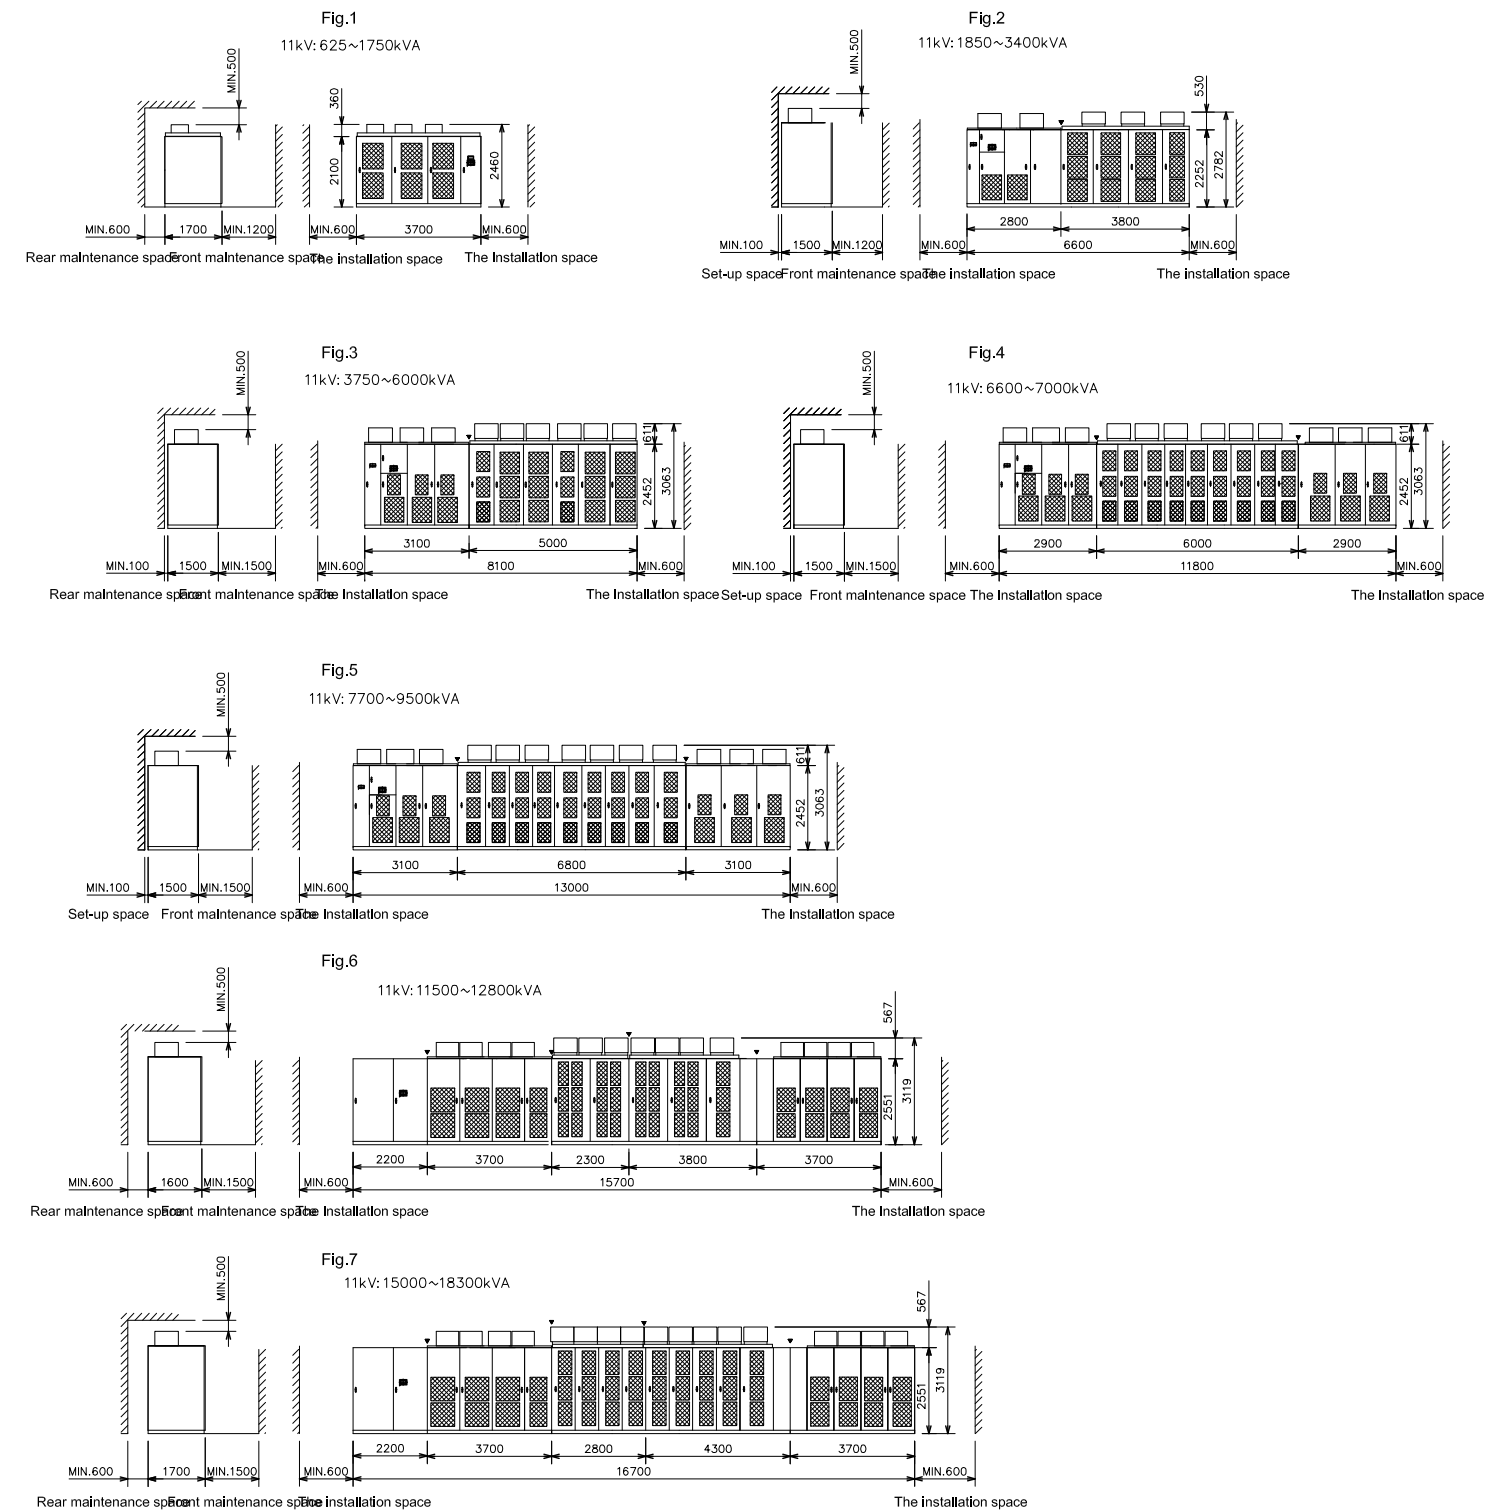 Fig.1
11kV: 625~1750kVA
MIN.500
360
2100
2460
MIN.600
1700
MIN.1200
MIN.600
3700
MIN.600
Rear maintenance space
Front maintenance space
The installation space
The Installation space
Fig.2
11kV: 1850~3400kVA
MIN.500
530
2252
2782
2800
3800
MIN.100
1500
MIN.1200
MIN.600
6600
MIN.600
Set-up space
Front maintenance space
The installation space
The installation space
Fig.3
11kV: 3750~6000kVA
MIN.500
611
2452
3063
3100
5000
MIN.100
1500
MIN.1500
MIN.600
8100
MIN.600
Rear maintenance space
Front maintenance space
The Installation space
The Installation space
Fig.4
11kV: 6600~7000kVA
MIN.500
611
2452
3063
2900
6000
2900
MIN.100
1500
MIN.1500
MIN.600
11800
MIN.600
Set-up space
Front maintenance space
The Installation space
The Installation space
Fig.5
11kV: 7700~9500kVA
MIN.500
611
2452
3063
3100
6800
3100
MIN.100
1500
MIN.1500
MIN.600
13000
MIN.600
Set-up space
Front maintenance space
The Installation space
The Installation space
Fig.6
11kV: 11500~12800kVA
MIN.500
567
2551
3119
2200
3700
2300
3800
3700
MIN.600
1600
MIN.1500
MIN.600
15700
MIN.600
Rear maintenance space
Front maintenance space
The Installation space
The Installation space
Fig.7
11kV: 15000~18300kVA
MIN.500
567
2551
3119
2200
3700
2800
4300
3700
MIN.600
1700
MIN.1500
MIN.600
16700
MIN.600
Rear maintenance space
Front maintenance space
The installation space
The installation space